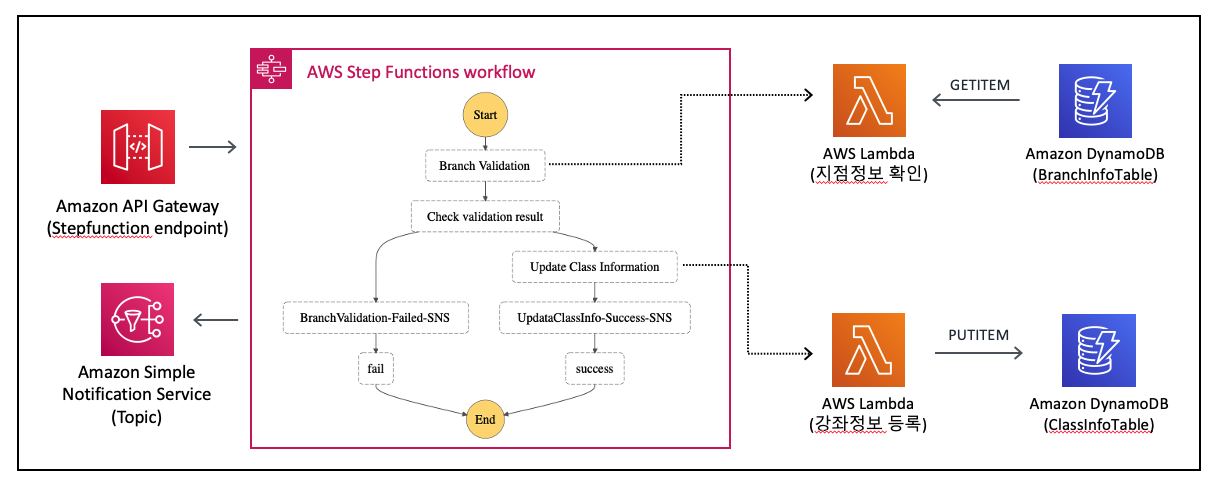 AWS Step Functions workflow
Start
Branch Validation
Check validation result
Update Class Information
BranchValidation-Failed-SNS
UpdataClassInfo-Success-SNS
fail
success
End
Amazon API Gateway
(Stepfunction endpoint)
Amazon Simple
Notification Service
(Topic)
AWS Lambda
(지점정보 확인)
GETITEM
Amazon DynamoDB
(BranchInfoTable)
AWS Lambda
(강좌정보 등록)
PUTITEM
Amazon DynamoDB
(ClassInfoTable)